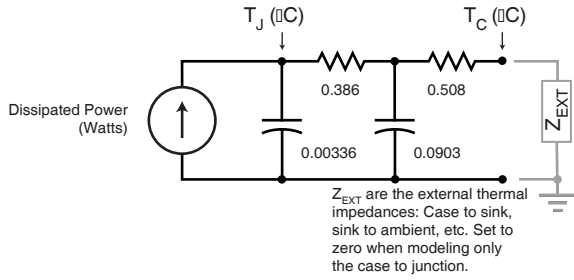 T_J (▯C)
T_C (▯C)
0.386
0.508
Dissipated Power
(Watts)
Z_EXT
0.00336
0.0903
Z_EXT are the external thermal
impedances: Case to sink,
sink to ambient, etc. Set to
zero when modeling only
the case to junction.